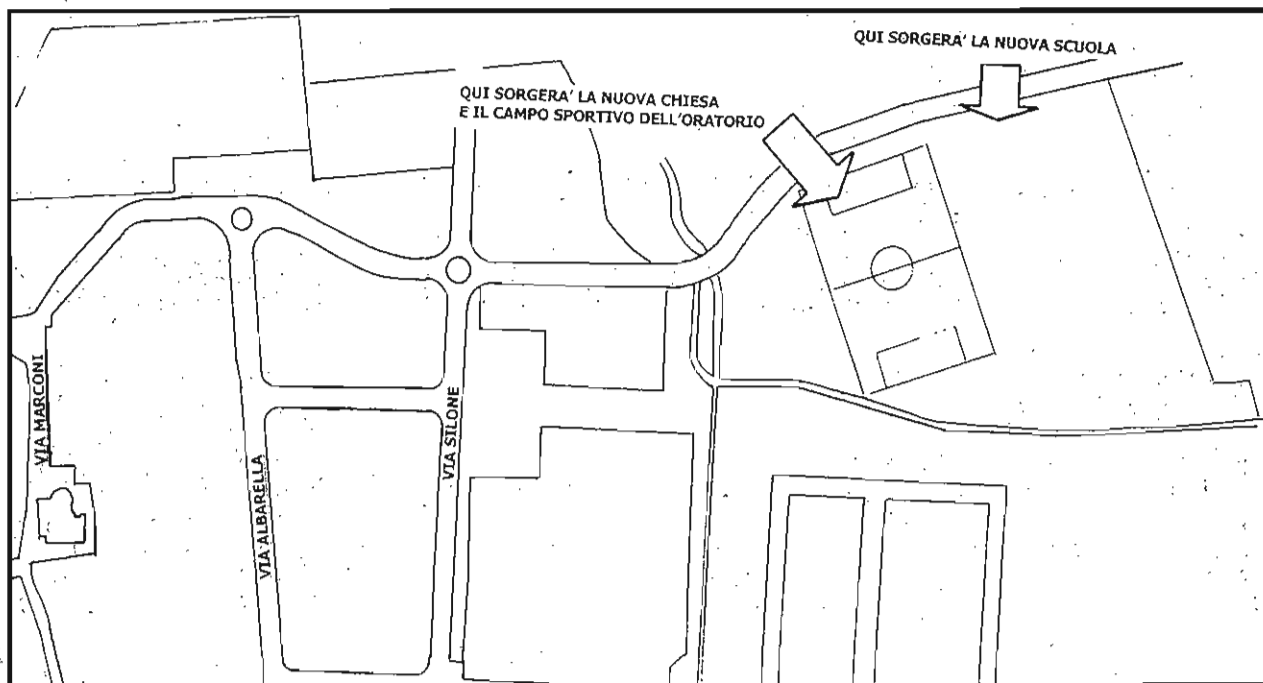 QUI SORGERA' LA NUOVA SCUOLA
QUI SORGERA' LA NUOVA CHIESA
E IL CAMPO SPORTIVO DELL'ORATORIO
VIA MARCONI
VIA ALBARELLA
VIA SILONE